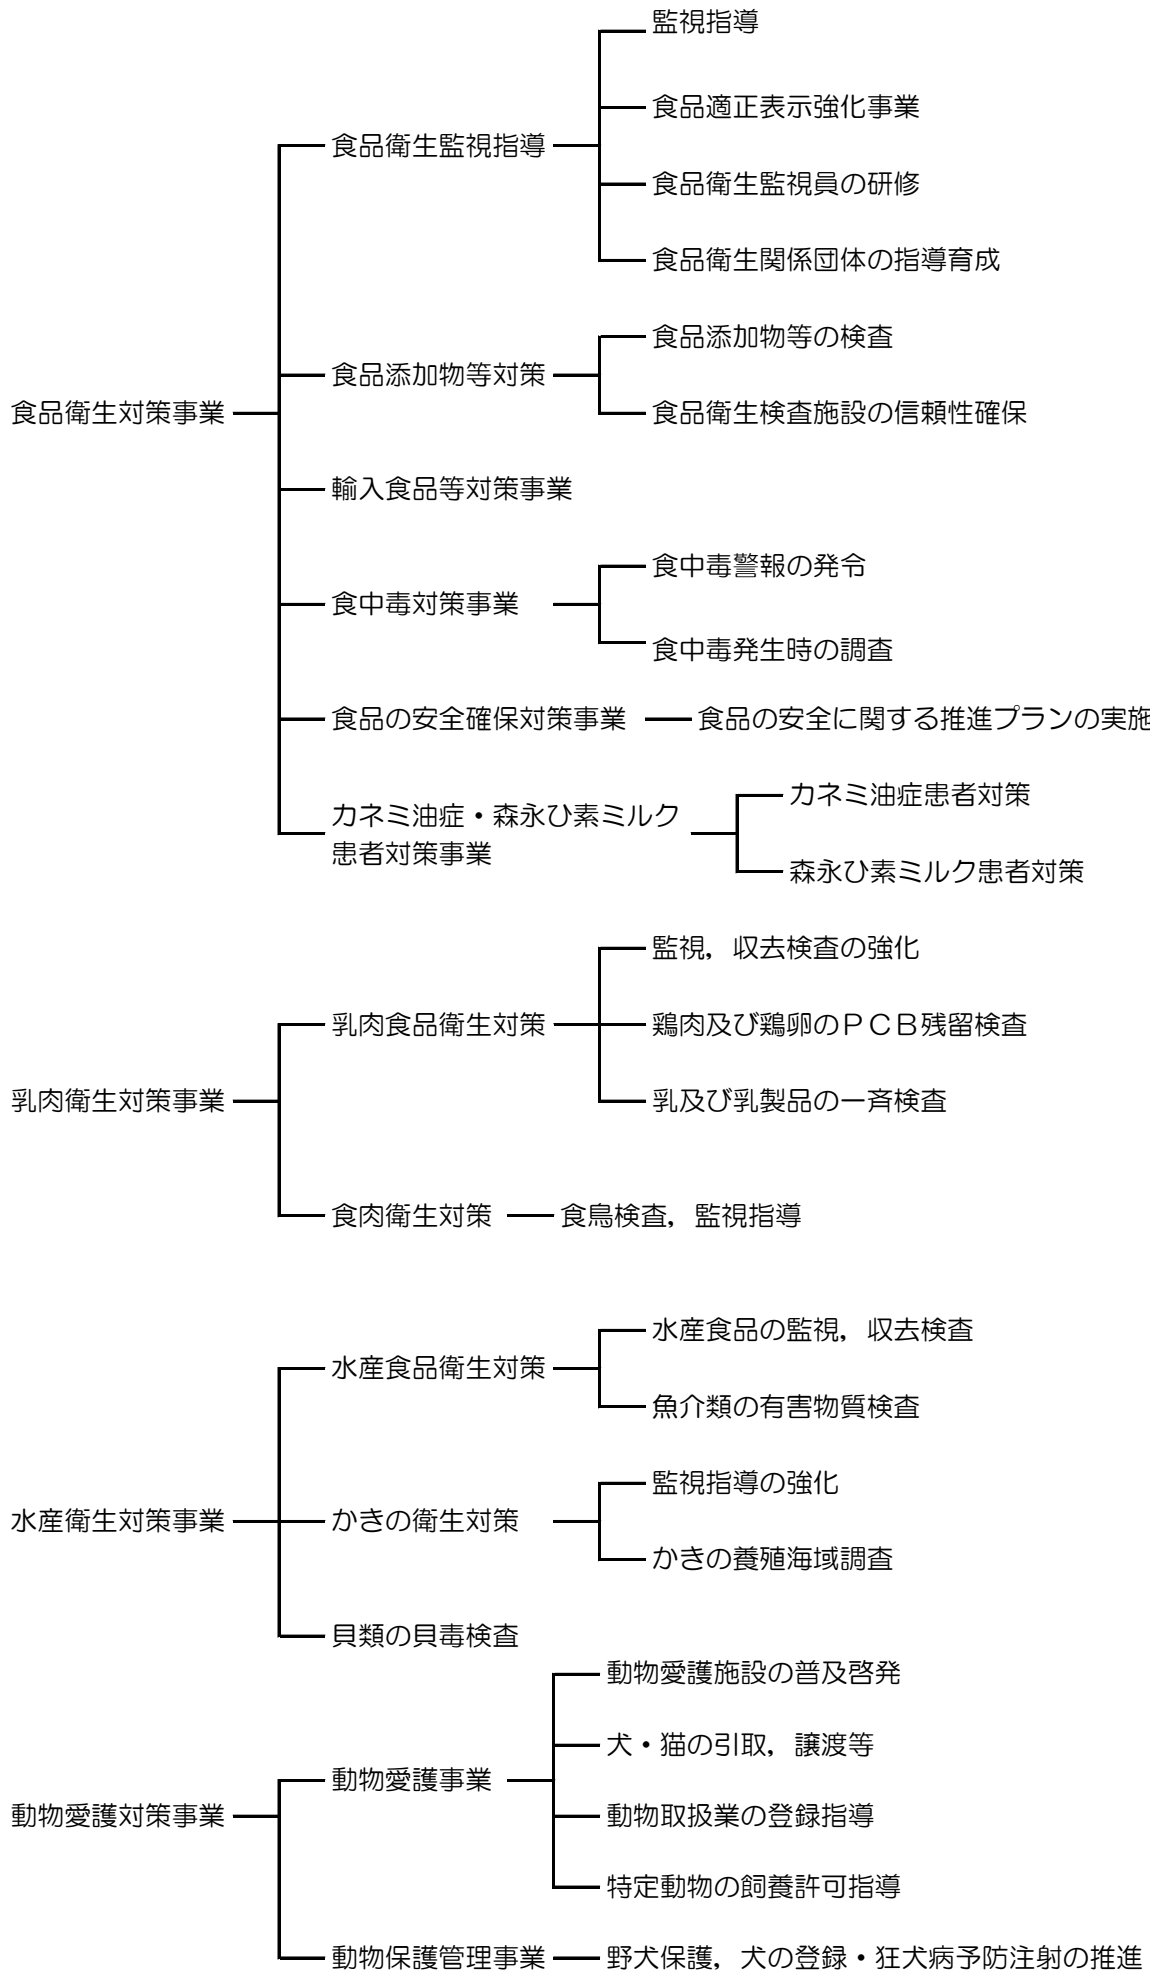 食品衛生対策事業
食品衛生監視指導
監視指導
食品適正表示強化事業
食品衛生監視員の研修
食品衛生関係団体の指導育成
食品添加物等対策
食品添加物等の検査
食品衛生検査施設の信頼性確保
輸入食品等対策事業
食中毒対策事業
食中毒警報の発令
食中毒発生時の調査
食品の安全確保対策事業
食品の安全に関する推進プランの実施
カネミ油症・森永ひ素ミルク
患者対策事業
カネミ油症患者対策
森永ひ素ミルク患者対策
乳肉衛生対策事業
乳肉食品衛生対策
監視，収去検査の強化
鶏肉及び鶏卵のＰＣＢ残留検査
乳及び乳製品の一斉検査
食肉衛生対策
食鳥検査，監視指導
水産衛生対策事業
水産食品衛生対策
水産食品の監視，収去検査
魚介類の有害物質検査
かきの衛生対策
監視指導の強化
かきの養殖海域調査
貝類の貝毒検査
動物愛護対策事業
動物愛護事業
動物愛護施設の普及啓発
犬・猫の引取，譲渡等
動物取扱業の登録指導
特定動物の飼養許可指導
動物保護管理事業
野犬保護，犬の登録・狂犬病予防注射の推進